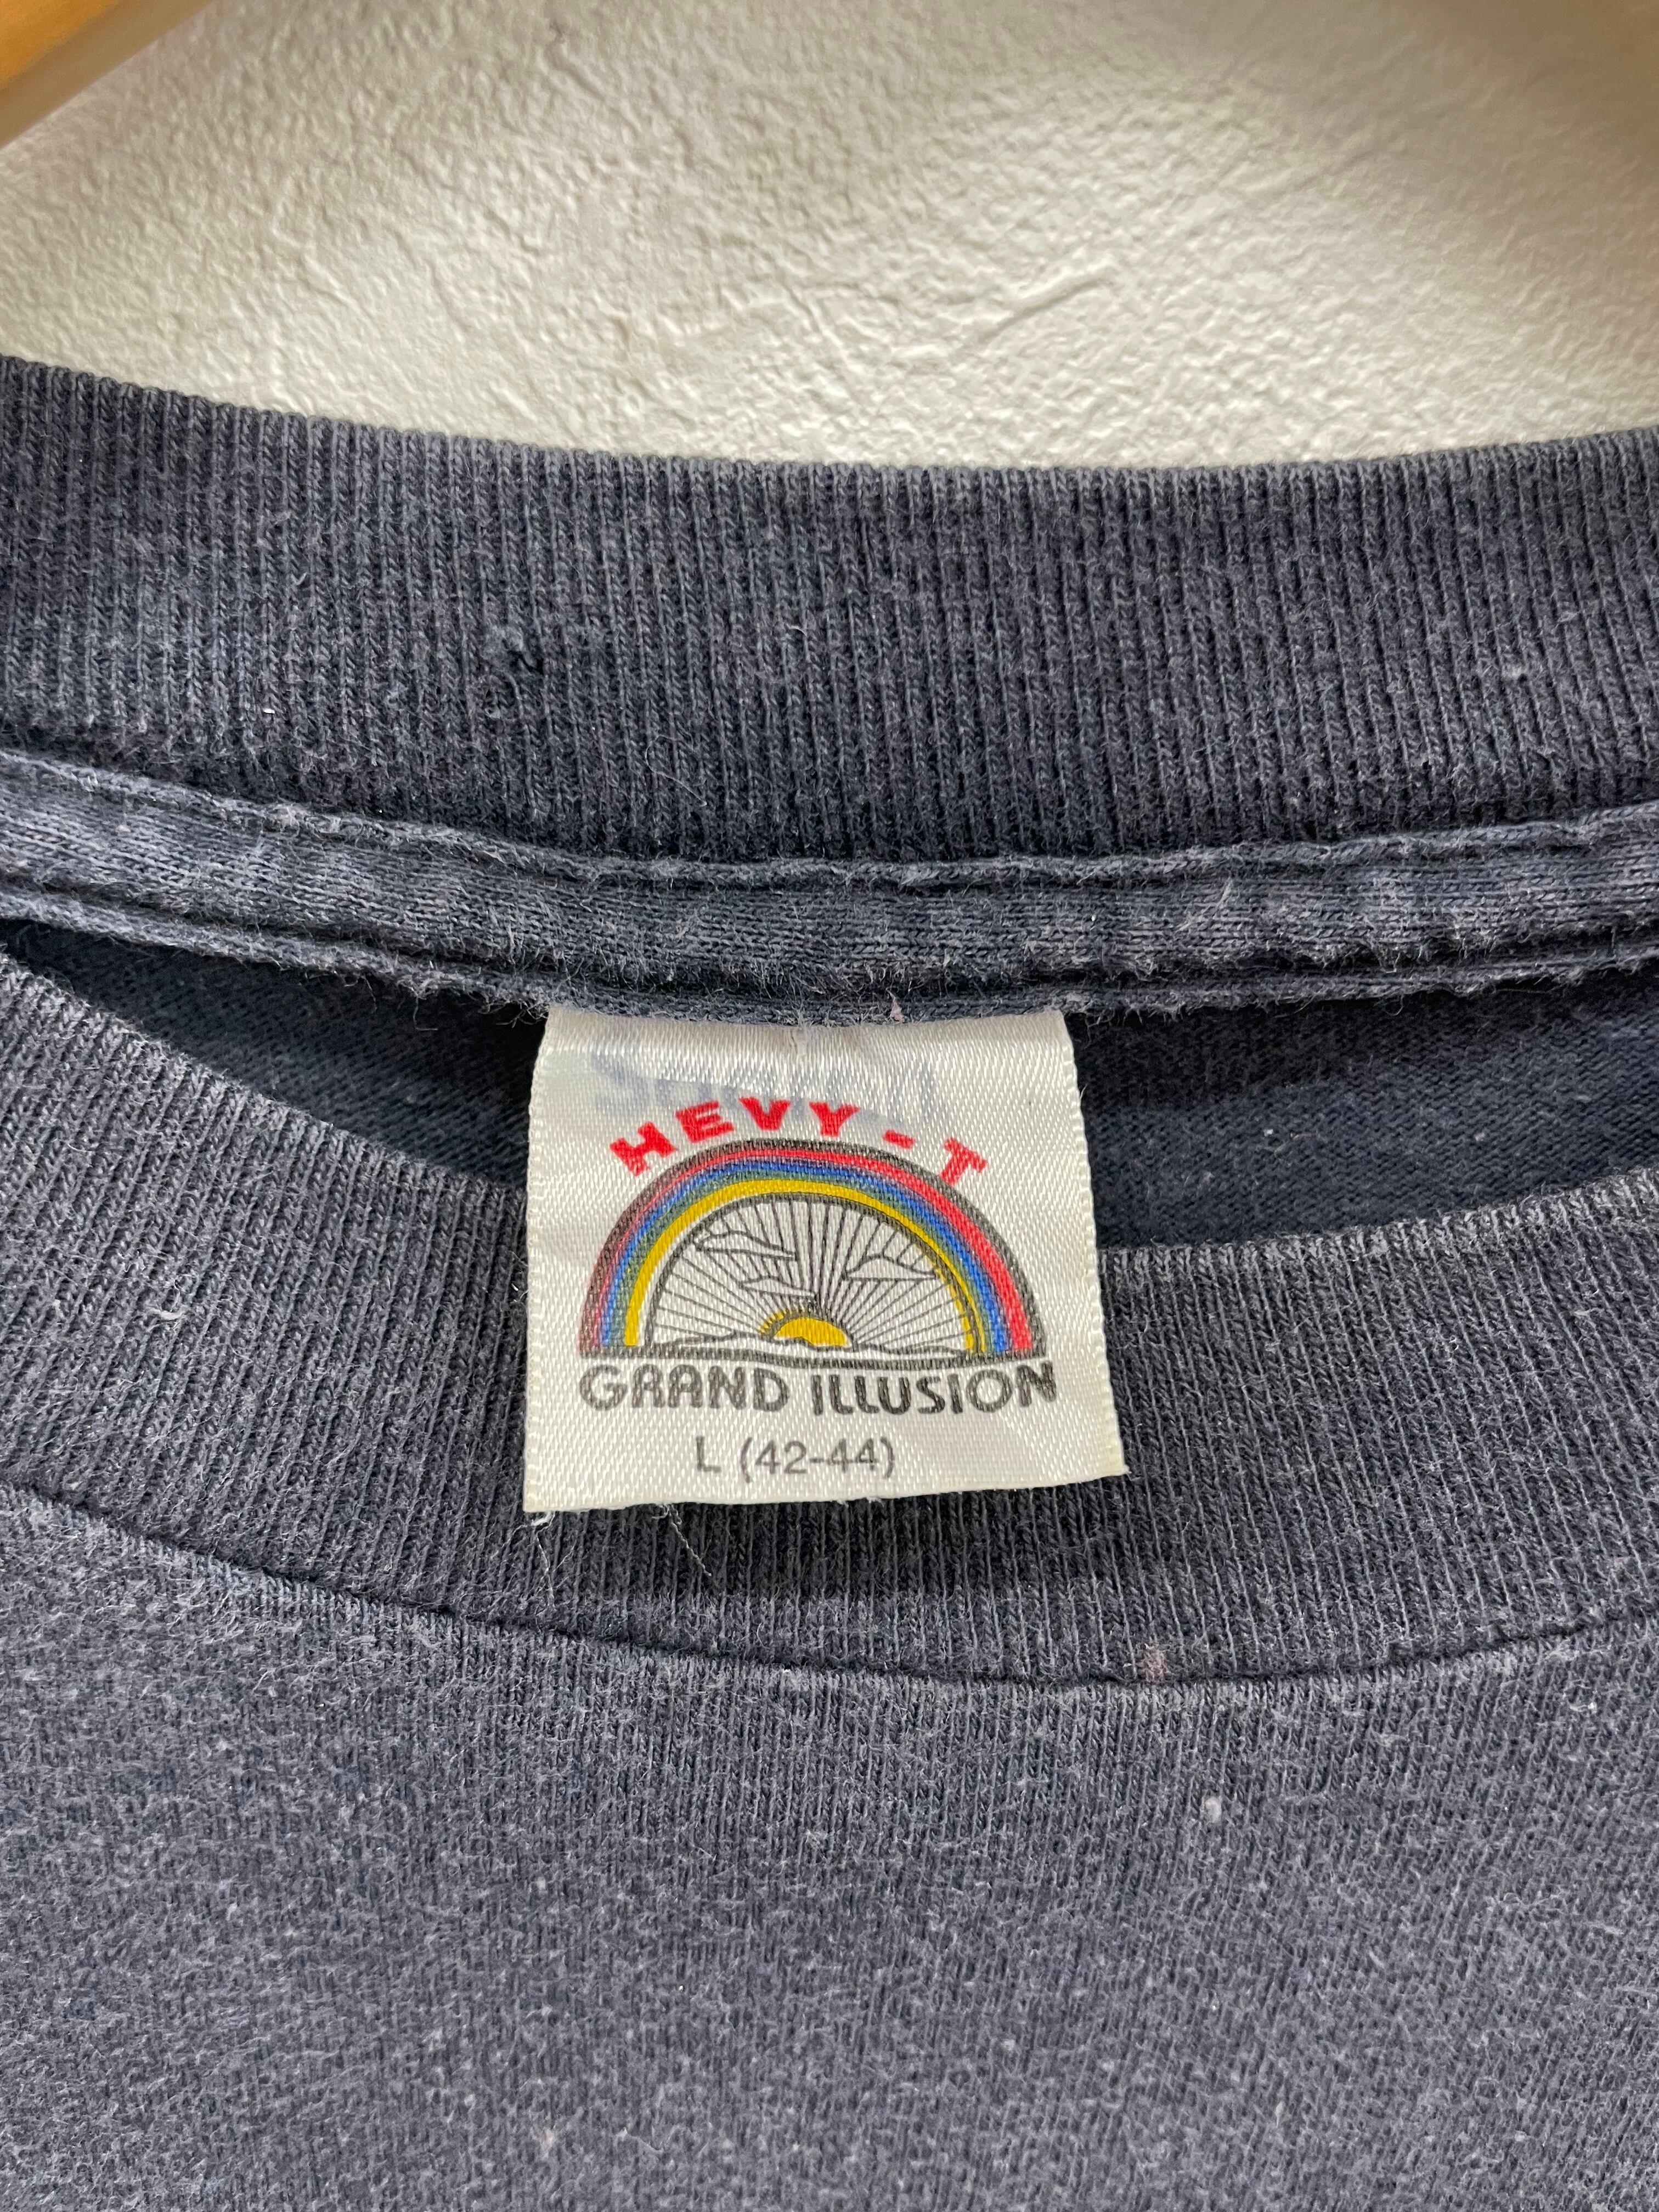 HEVY-T
GRAND ILLUSION
L (42-44)